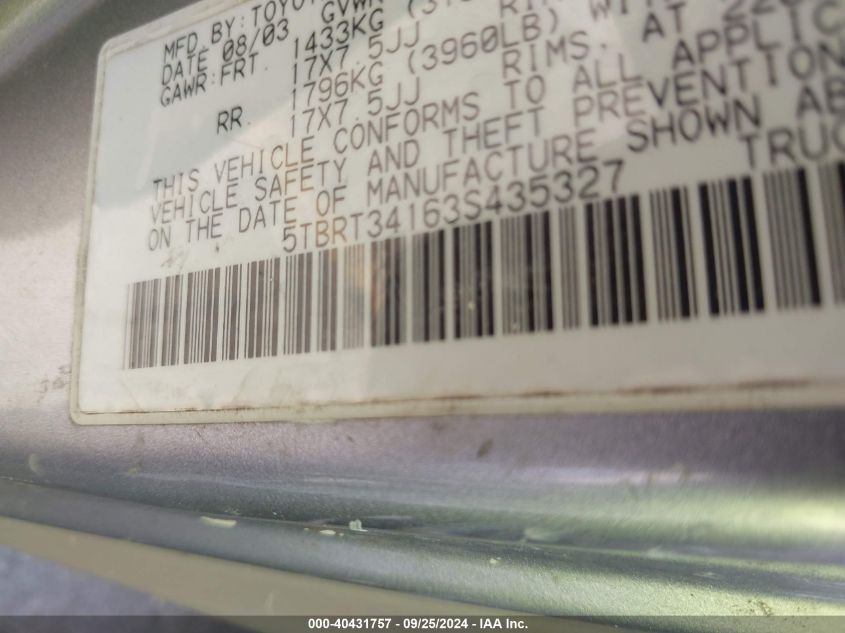 MFD BY:TOYOT GVWR
DATE 08/03
GAWR:FRT. 1433KG
17X7.5JJ RIMS. AT
RR. 1796KG (3960LB) WITH
17X7.5JJ RIMS. AT
THIS VEHICLE CONFORMS TO ALL APPLIC
VEHICLE SAFETY AND THEFT PREVENTION
ON THE DATE OF MANUFACTURE SHOWN AB
5TBRT34163S435327 TRUC
000-40431757 - 09/25/2024 - IAA Inc.